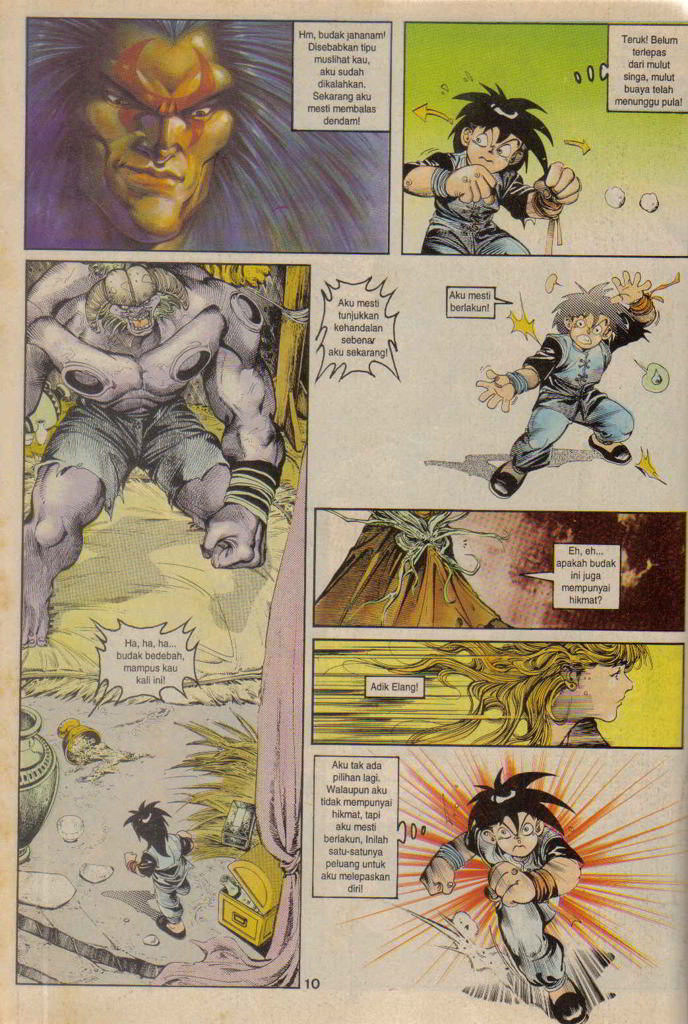 Hm, budak jahanam!
Disebabkan tipu
muslihat kau,
aku sudah
dikalahkan.
Sekarang aku
mesti membalas
dendam!
Teruk! Belum
terlepas
dari mulut
singa, mulut
buaya telah
menunggu pula!
Ha, ha, ha...
budak bedebah,
mampus kau
kali ini!
Aku mesti
tunjukkan
kehandalan
sebenar
aku sekarang!
Aku mesti
berlakun!
Eh, eh...
apakah budak
ini juga
mempunyai
hikmat?
Adik Elang!
Aku tak ada
pilihan lagi.
Walaupun aku
tidak mempunyai
hikmat, tapi
aku mesti
berlakun, Inilah
satu-satunya
peluang untuk
aku melepaskan
diri!
10